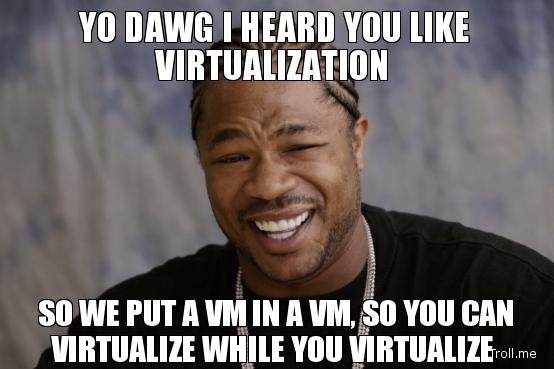 YO DAWG I HEARD YOU LIKE
VIRTUALIZATION
SO WE PUT A VM IN A VM, SO YOU CAN
VIRTUALIZE WHILE YOU VIRTUALIZE
Troll.me